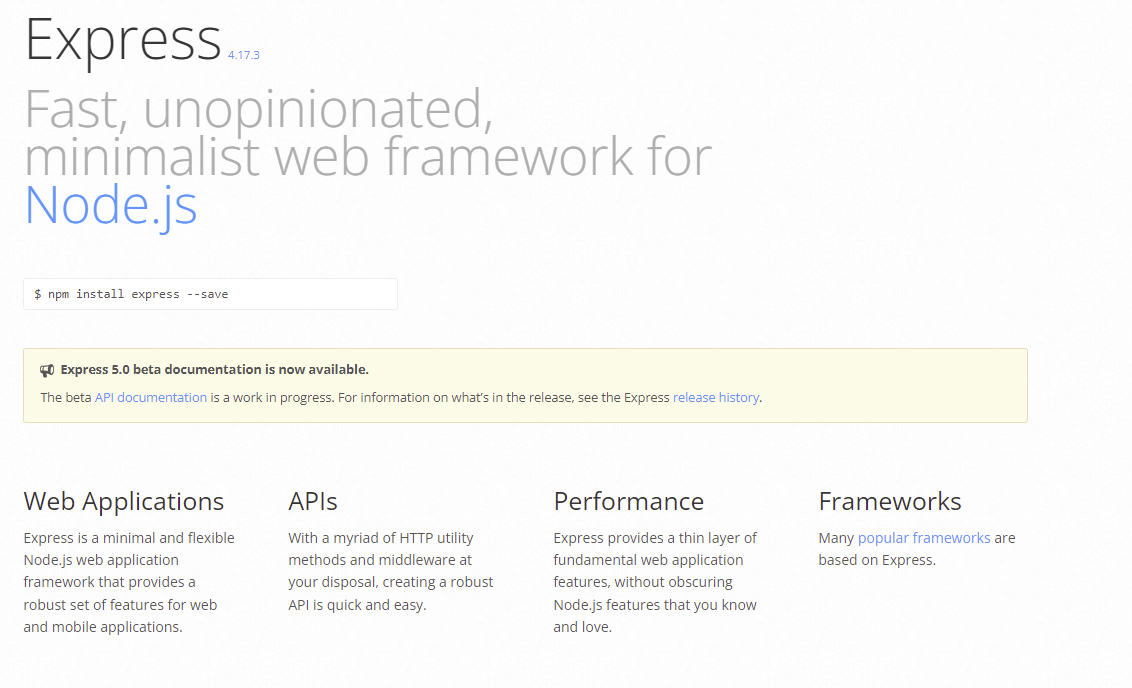 Express 4.17.3
Fast, unopinionated,
minimalist web framework for
Node.js
$ npm install express --save
Express 5.0 beta documentation is now available.
The beta API documentation is a work in progress. For information on what’s in the release, see the Express release history.
Web Applications
Express is a minimal and flexible
Node.js web application
framework that provides a
robust set of features for web
and mobile applications.
APIs
With a myriad of HTTP utility
methods and middleware at
your disposal, creating a robust
API is quick and easy.
Performance
Express provides a thin layer of
fundamental web application
features, without obscuring
Node.js features that you know
and love.
Frameworks
Many popular frameworks are
based on Express.